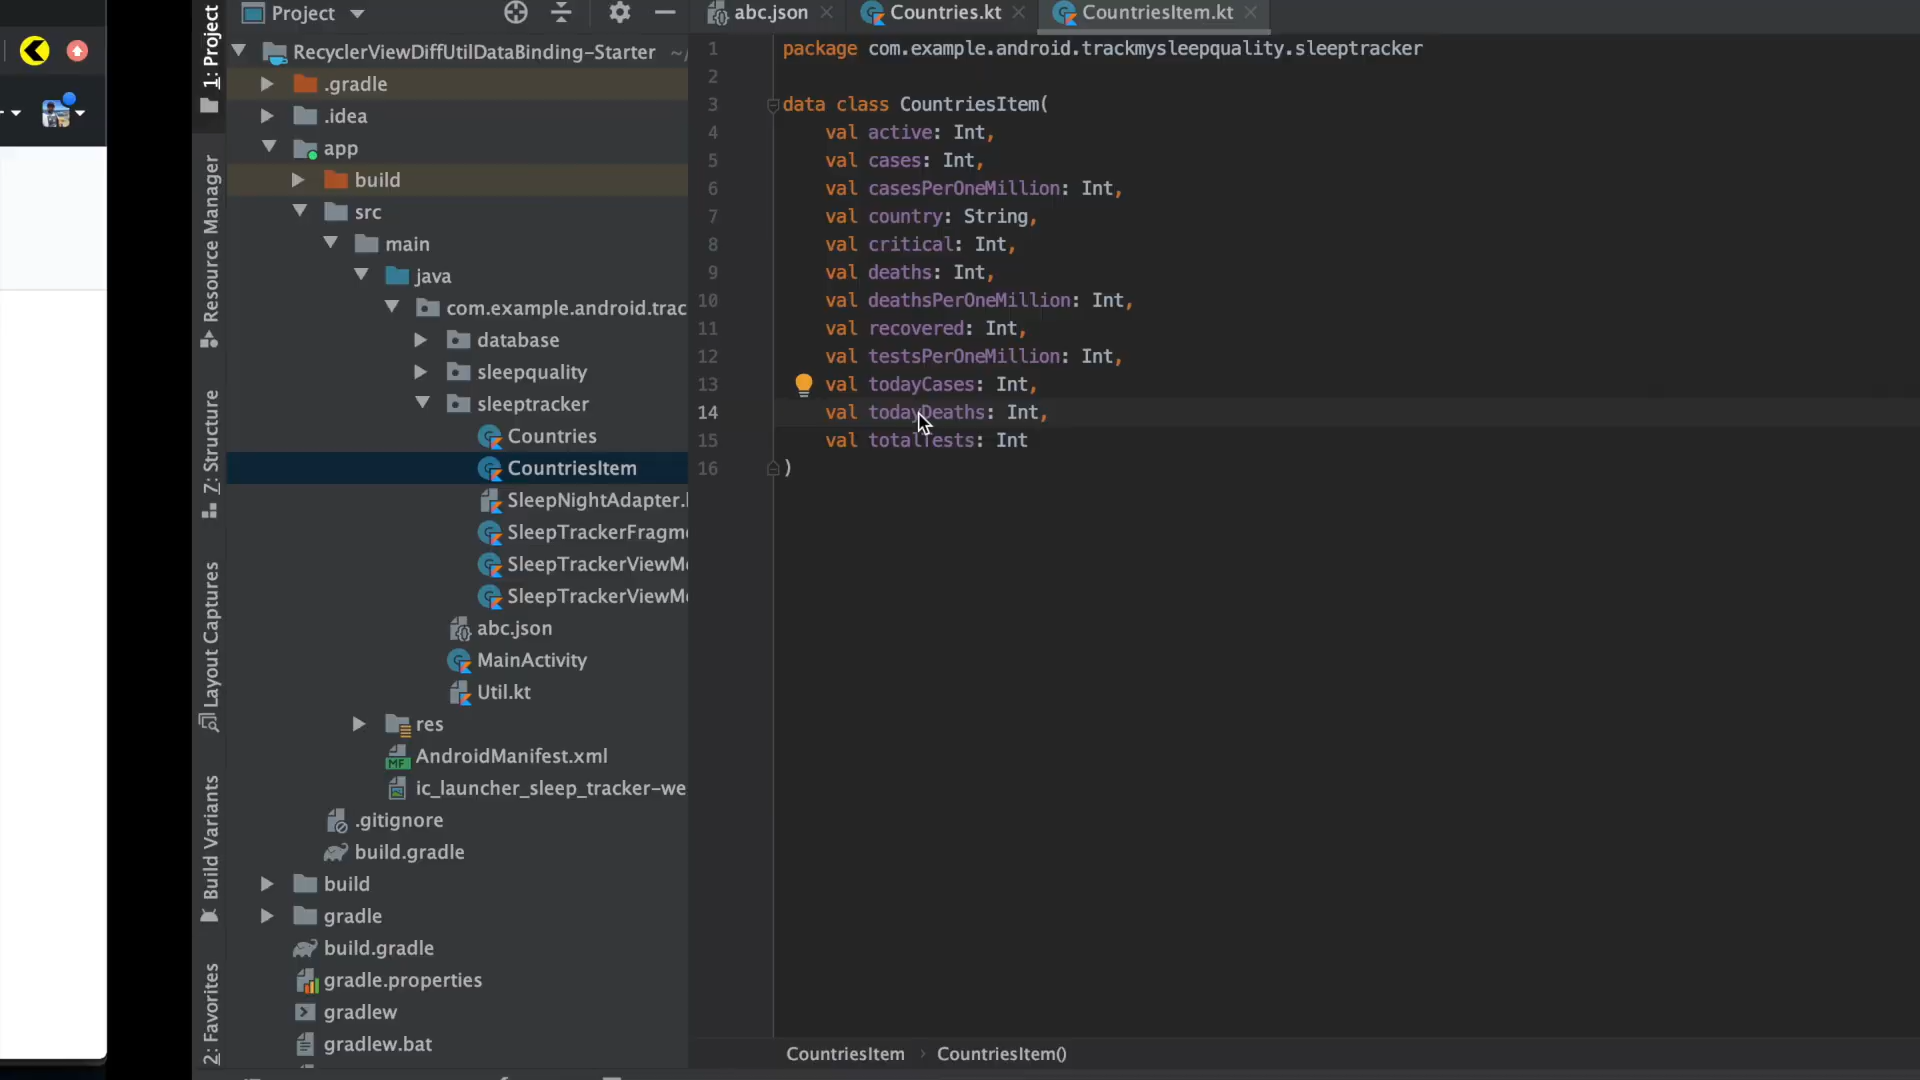 Project
abc.json
Countries.kt
CountriesItem.kt
1: Project
Resource Manager
Z: Structure
Layout Captures
Build Variants
2: Favorites
RecyclerViewDiffUtilDataBinding-Starter ~/
.gradle
.idea
app
build
src
main
java
com.example.android.trac
database
sleepquality
sleeptracker
Countries
CountriesItem
SleepNightAdapter.
SleepTrackerFragm
SleepTrackerViewM
SleepTrackerViewM
abc.json
MainActivity
Util.kt
res
MF AndroidManifest.xml
ic_launcher_sleep_tracker-we
.gitignore
build.gradle
build
gradle
build.gradle
gradle.properties
gradlew
gradlew.bat
1 package com.example.android.trackmysleepquality.sleeptracker
2
3 data class CountriesItem(
4 val active: Int,
5 val cases: Int,
6 val casesPerOneMillion: Int,
7 val country: String,
8 val critical: Int,
9 val deaths: Int,
10 val deathsPerOneMillion: Int,
11 val recovered: Int,
12 val testsPerOneMillion: Int,
13 val todayCases: Int,
14 val todayDeaths: Int,
15 val totalTests: Int
16 )
CountriesItem › CountriesItem()